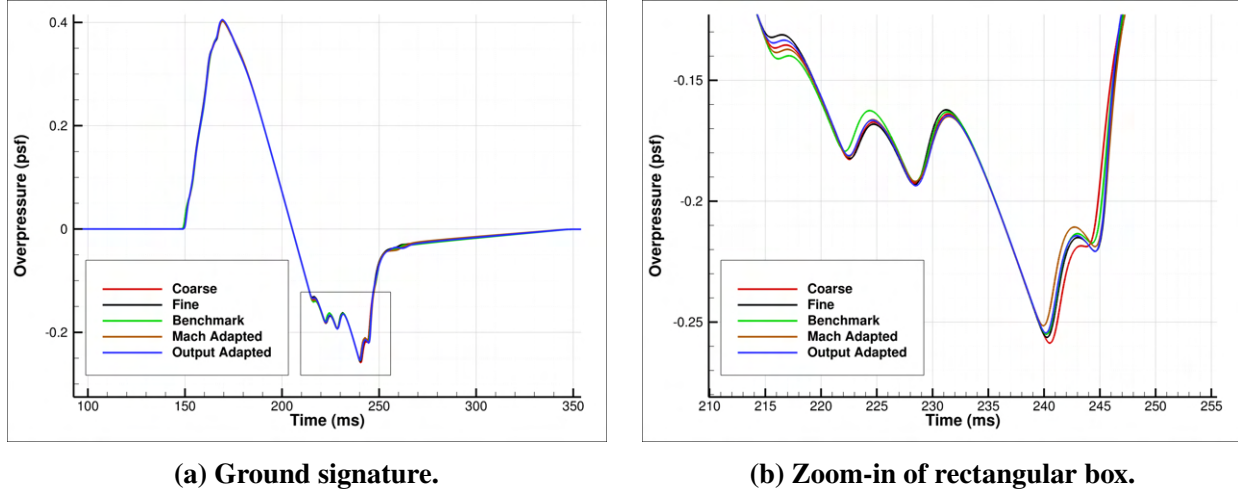 Overpressure (psf)
0.4
0.2
0
-0.2
Coarse
Fine
Benchmark
Mach Adapted
Output Adapted
100 150 200 250 300 350
Time (ms)
(a) Ground signature.
Overpressure (psf)
-0.15
-0.2
-0.25
Coarse
Fine
Benchmark
Mach Adapted
Output Adapted
210 215 220 225 230 235 240 245 250 255
Time (ms)
(b) Zoom-in of rectangular box.